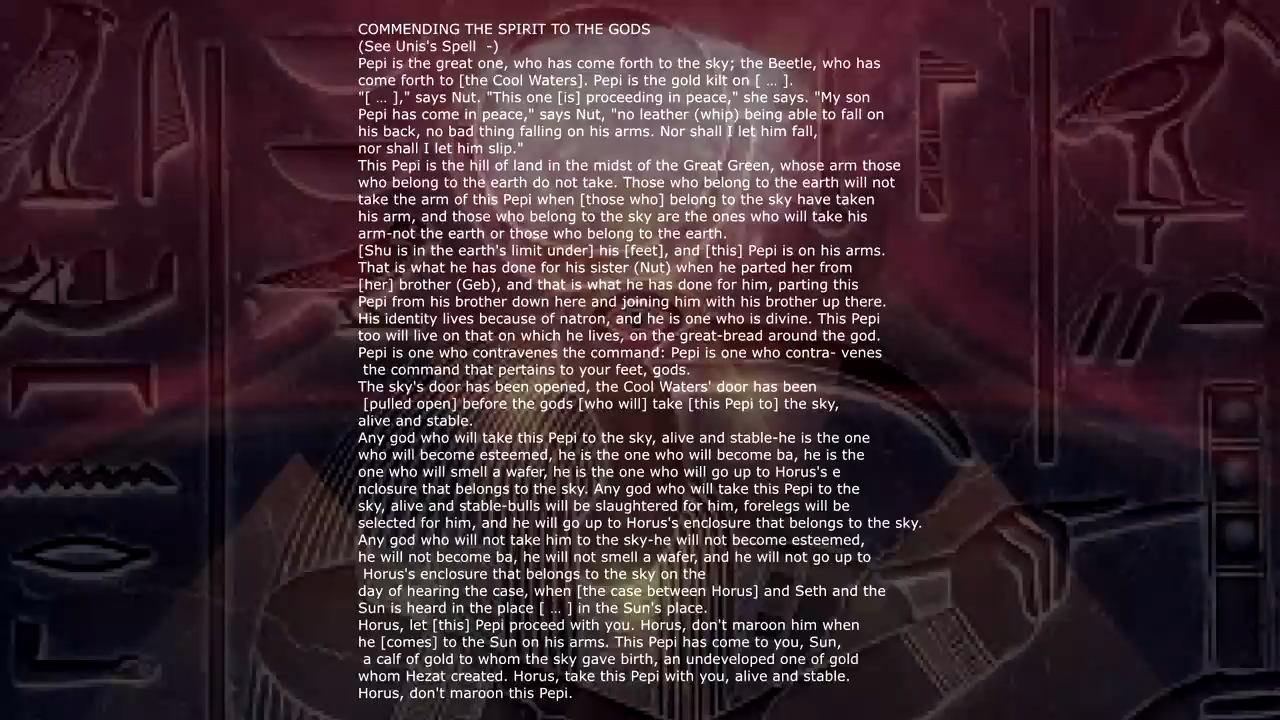 COMMENDING THE SPIRIT TO THE GODS
(See Unis's Spell  -)
Pepi is the great one, who has come forth to the sky; the Beetle, who has
come forth to [the Cool Waters]. Pepi is the gold kilt on [ ... ].
"[ ... ]," says Nut. "This one [is] proceeding in peace," she says. "My son
Pepi has come in peace," says Nut, "no leather (whip) being able to fall on
his back, no bad thing falling on his arms. Nor shall I let him fall,
nor shall I let him slip."
This Pepi is the hill of land in the midst of the Great Green, whose arm those
who belong to the earth do not take. Those who belong to the earth will not
take the arm of this Pepi when [those who] belong to the sky have taken
his arm, and those who belong to the sky are the ones who will take his
arm-not the earth or those who belong to the earth.
[Shu is in the earth's limit under] his [feet], and [this] Pepi is on his arms.
That is what he has done for his sister (Nut) when he parted her from
[her] brother (Geb), and that is what he has done for him, parting this
Pepi from his brother down here and joining him with his brother up there.
His identity lives because of natron, and he is one who is divine. This Pepi
too will live on that on which he lives, on the great-bread around the god.
Pepi is one who contravenes the command: Pepi is one who contra- venes
the command that pertains to your feet, gods.
The sky's door has been opened, the Cool Waters' door has been
[pulled open] before the gods [who will] take [this Pepi to] the sky,
alive and stable.
Any god who will take this Pepi to the sky, alive and stable-he is the one
who will become esteemed, he is the one who will become ba, he is the
one who will smell a wafer, he is the one who will go up to Horus's e
nclosure that belongs to the sky. Any god who will take this Pepi to the
sky, alive and stable-bulls will be slaughtered for him, forelegs will be
selected for him, and he will go up to Horus's enclosure that belongs to the sky.
Any god who will not take him to the sky-he will not become esteemed,
he will not become ba, he will not smell a wafer, and he will not go up to
Horus's enclosure that belongs to the sky on the
day of hearing the case, when [the case between Horus] and Seth and the
Sun is heard in the place [ ... ] in the Sun's place.
Horus, let [this] Pepi proceed with you. Horus, don't maroon him when
he [comes] to the Sun on his arms. This Pepi has come to you, Sun,
a calf of gold to whom the sky gave birth, an undeveloped one of gold
whom Hezat created. Horus, take this Pepi with you, alive and stable.
Horus, don't maroon this Pepi.